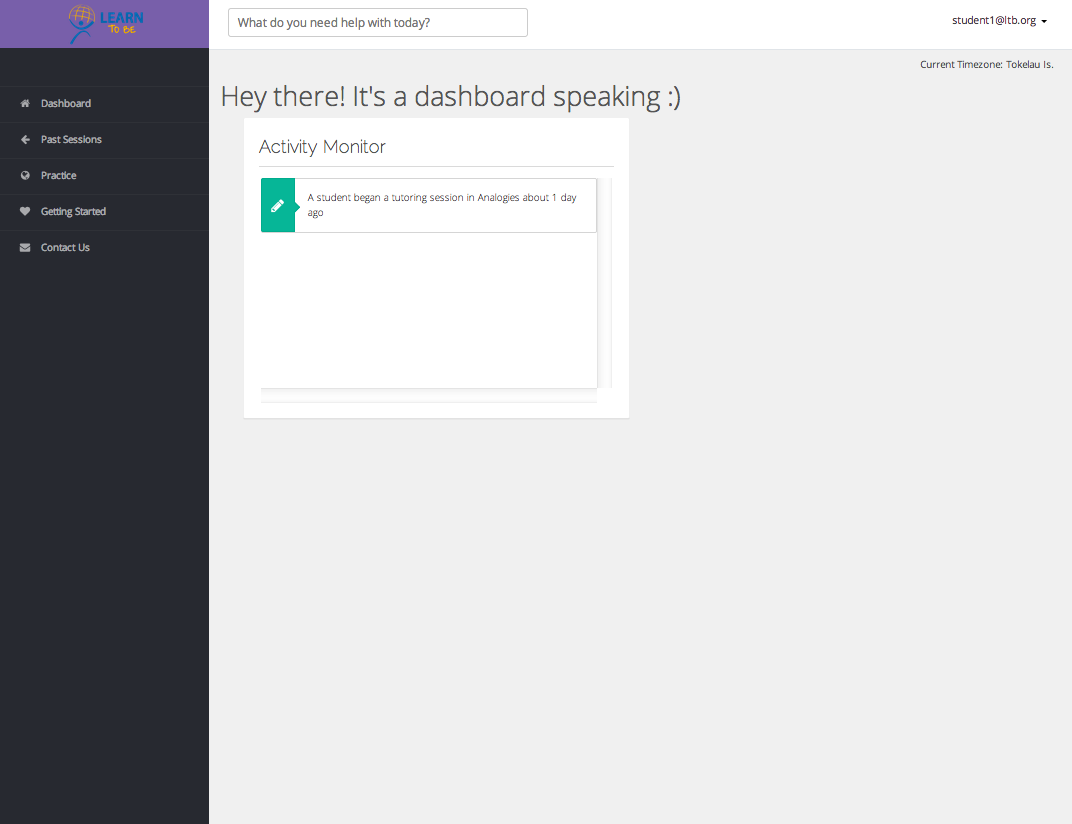 LEARN
TO BE
What do you need help with today?
student1@ltb.org
Current Timezone: Tokelau Is.
Dashboard
Past Sessions
Practice
Getting Started
Contact Us
Hey there! It's a dashboard speaking :)
Activity Monitor
A student began a tutoring session in Analogies about 1 day
ago